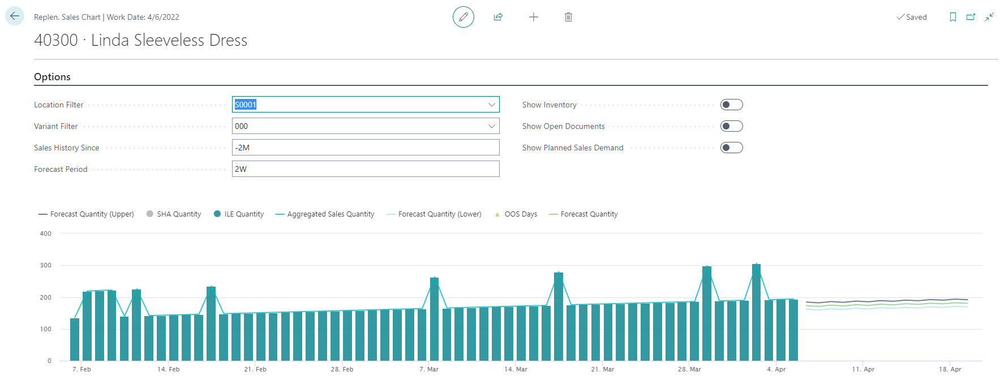 Replen. Sales Chart | Work Date: 4/6/2022
Saved
40300 · Linda Sleeveless Dress
Options
Location Filter S0001 Show Inventory
Variant Filter 000 Show Open Documents
Sales History Since -2M Show Planned Sales Demand
Forecast Period 2W
Forecast Quantity (Upper) SHA Quantity ILE Quantity Aggregated Sales Quantity Forecast Quantity (Lower) OOS Days Forecast Quantity
400
300
200
100
0
7. Feb 14. Feb 21. Feb 28. Feb 7. Mar 14. Mar 21. Mar 28. Mar 4. Apr 11. Apr 18. Apr